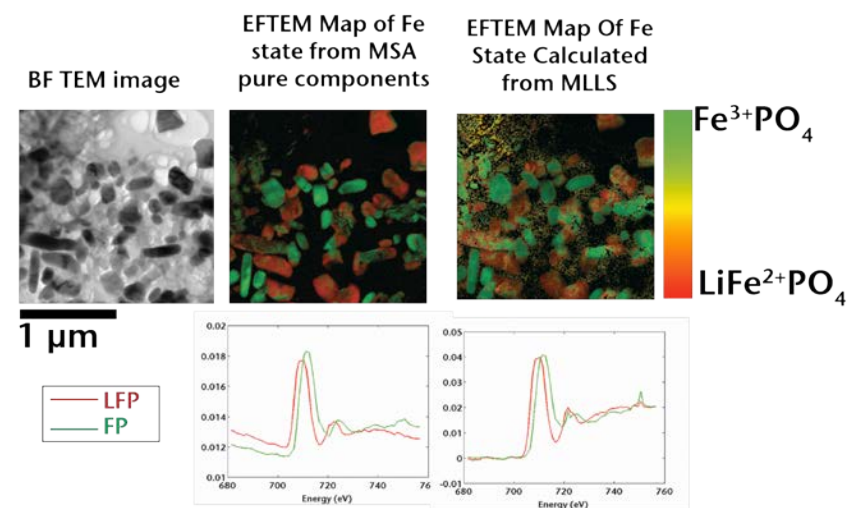 BF TEM image
EFTEM Map of Fe
state from MSA
pure components
EFTEM Map Of Fe
State Calculated
from MLLS
Fe3+PO4
LiFe2+PO4
1 µm
LFP
FP
0.02
0.018
0.016
0.014
0.012
0.01
680
700
720
740
76
Energy (eV)
0.05
0.04
0.03
0.02
0.01
0
-0.01
680
700
720
740
760
Energy (eV)